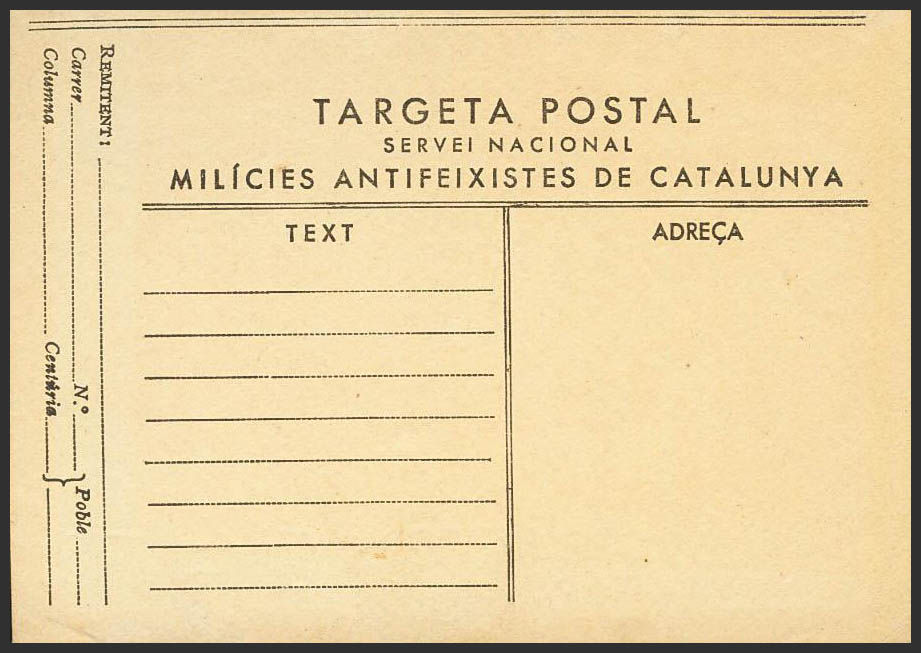 TARGETA POSTAL
SERVEI NACIONAL
MILÍCIES ANTIFEIXISTES DE CATALUNYA
TEXT
ADREÇA
REMITENT:
Carrer N.º Poble
Columna Centúria